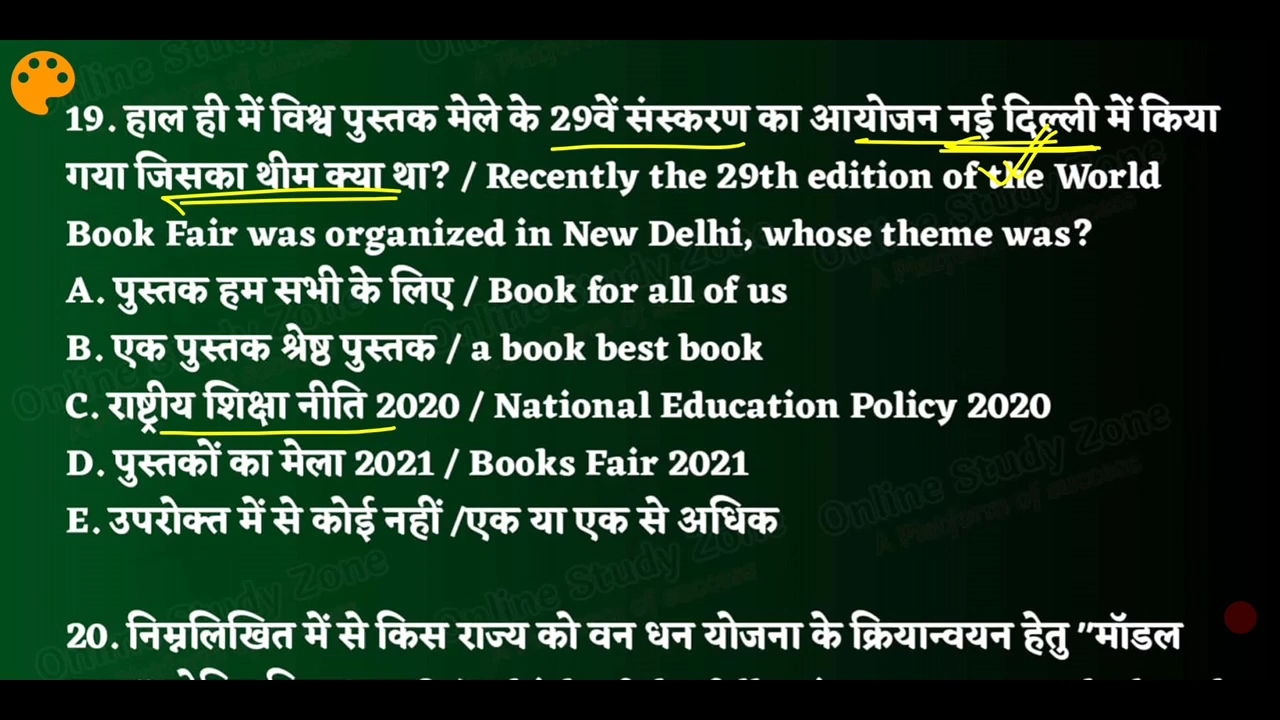 19. हाल ही में विश्व पुस्तक मेले के 29वें संस्करण का आयोजन नई दिल्ली में किया
गया जिसका थीम क्या था? / Recently the 29th edition of the World
Book Fair was organized in New Delhi, whose theme was?
A. पुस्तक हम सभी के लिए / Book for all of us
B. एक पुस्तक श्रेष्ठ पुस्तक / a book best book
C. राष्ट्रीय शिक्षा नीति 2020 / National Education Policy 2020
D. पुस्तकों का मेला 2021 / Books Fair 2021
E. उपरोक्त में से कोई नहीं /एक या एक से अधिक
20. निम्नलिखित में से किस राज्य को वन धन योजना के क्रियान्वयन हेतु "मॉडल